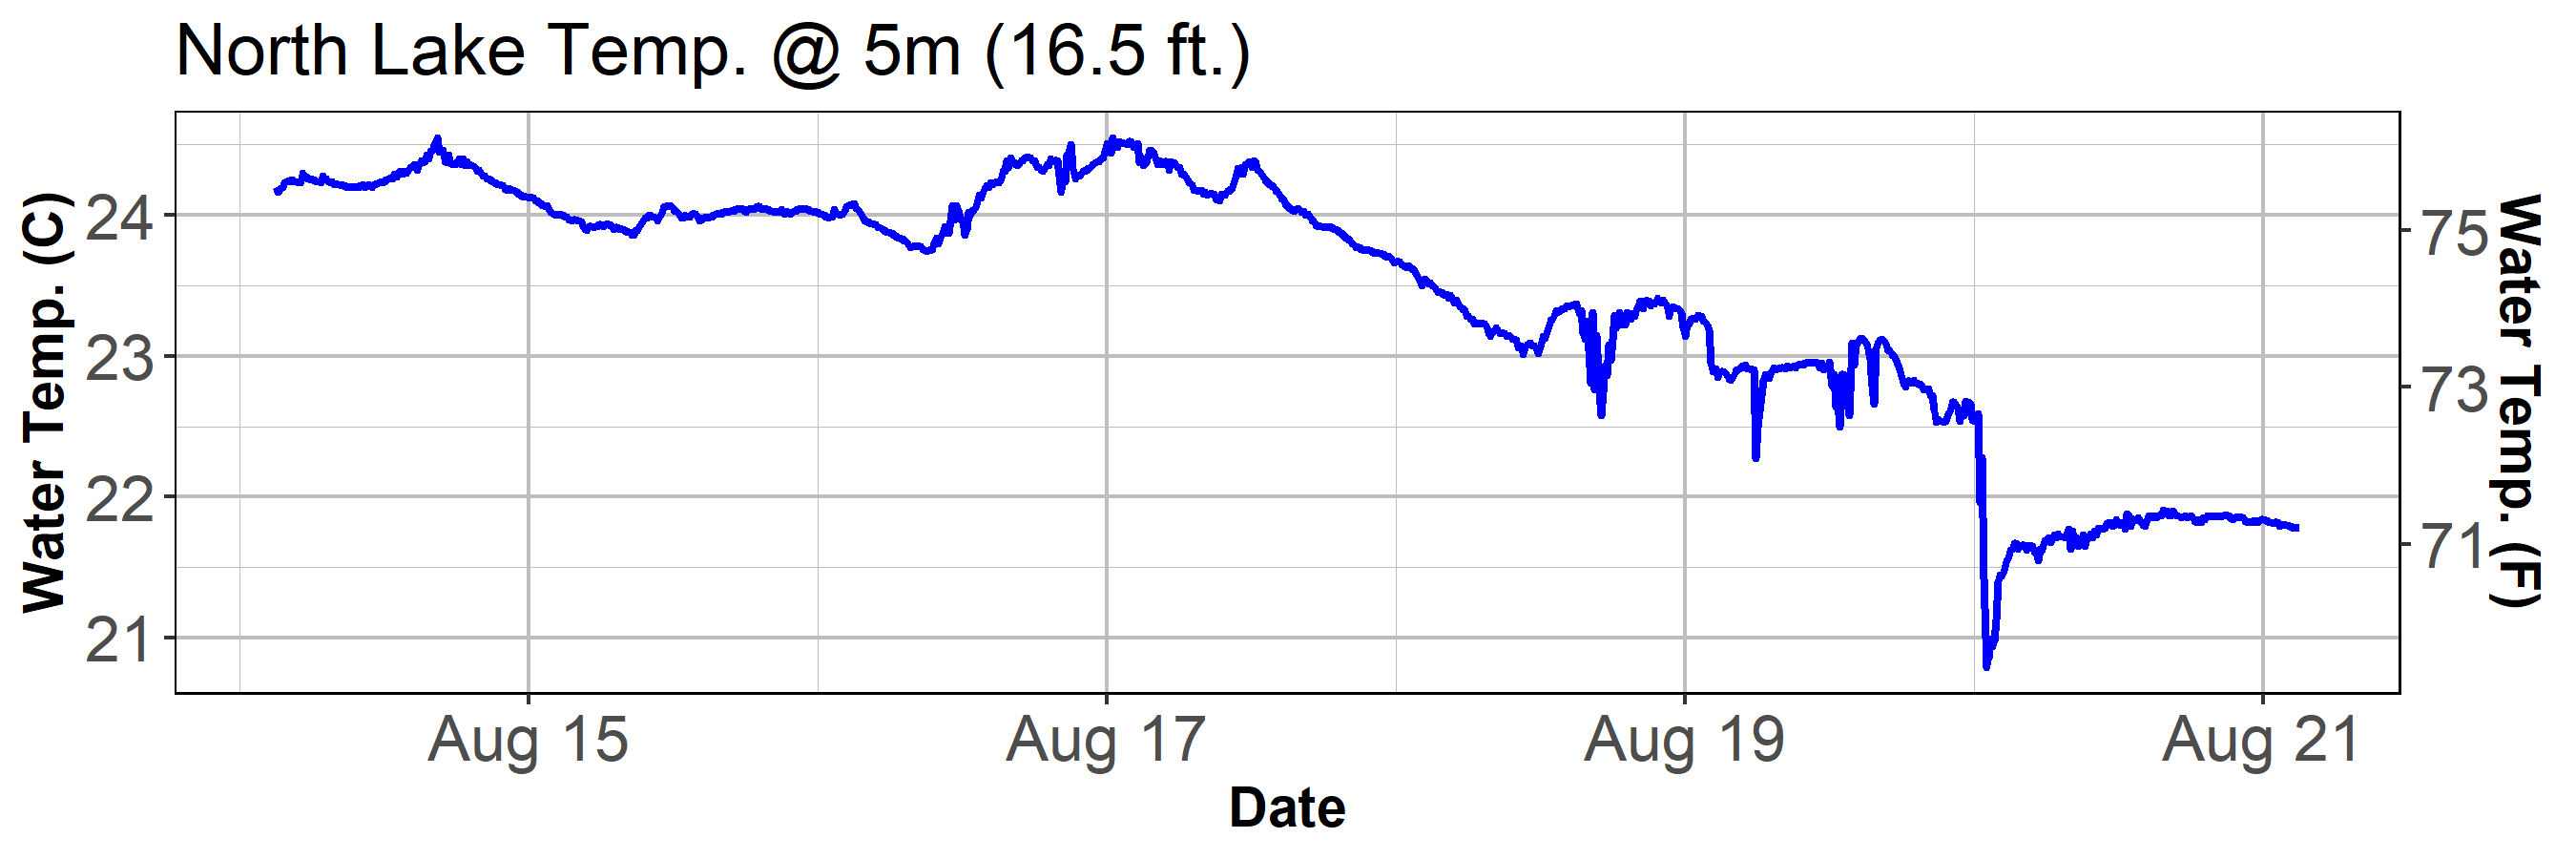 North Lake Temp. @ 5m (16.5 ft.)
Water Temp. (C)
24
23
22
21
75
73
71
Water Temp. (F)
Aug 15
Aug 17
Aug 19
Aug 21
Date